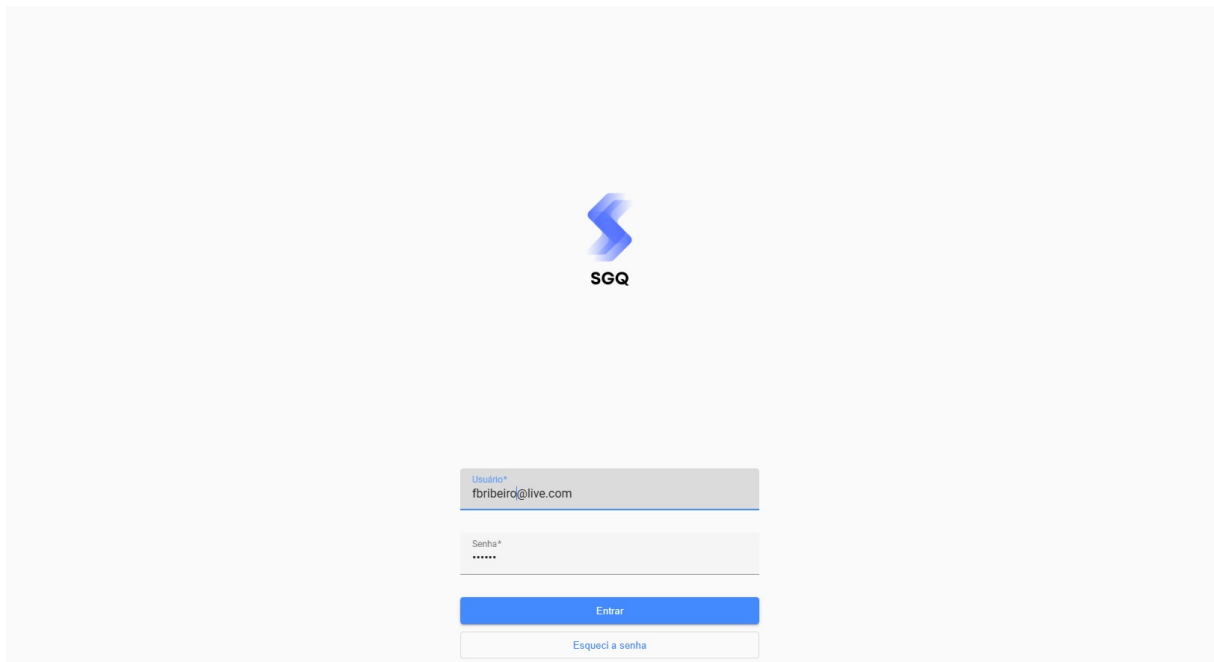 SGQ
Usuário*
fbribeiro@live.com
Senha*
••••••
Entrar
Esqueci a senha